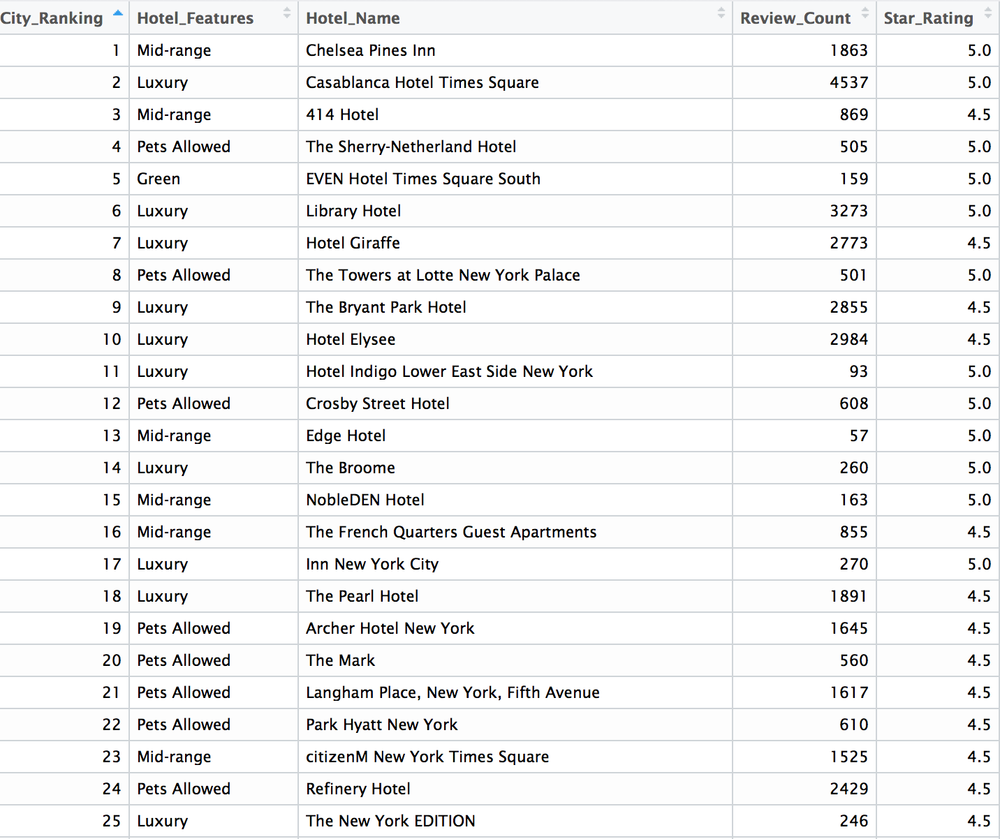 City_Ranking Hotel_Features Hotel_Name Review_Count Star_Rating
1 Mid-range Chelsea Pines Inn 1863 5.0
2 Luxury Casablanca Hotel Times Square 4537 5.0
3 Mid-range 414 Hotel 869 4.5
4 Pets Allowed The Sherry-Netherland Hotel 505 5.0
5 Green EVEN Hotel Times Square South 159 5.0
6 Luxury Library Hotel 3273 5.0
7 Luxury Hotel Giraffe 2773 4.5
8 Pets Allowed The Towers at Lotte New York Palace 501 5.0
9 Luxury The Bryant Park Hotel 2855 4.5
10 Luxury Hotel Elysee 2984 4.5
11 Luxury Hotel Indigo Lower East Side New York 93 5.0
12 Pets Allowed Crosby Street Hotel 608 5.0
13 Mid-range Edge Hotel 57 5.0
14 Luxury The Broome 260 5.0
15 Mid-range NobleDEN Hotel 163 5.0
16 Mid-range The French Quarters Guest Apartments 855 4.5
17 Luxury Inn New York City 270 5.0
18 Luxury The Pearl Hotel 1891 4.5
19 Pets Allowed Archer Hotel New York 1645 4.5
20 Pets Allowed The Mark 560 4.5
21 Pets Allowed Langham Place, New York, Fifth Avenue 1617 4.5
22 Pets Allowed Park Hyatt New York 610 4.5
23 Mid-range citizenM New York Times Square 1525 4.5
24 Pets Allowed Refinery Hotel 2429 4.5
25 Luxury The New York EDITION 246 4.5